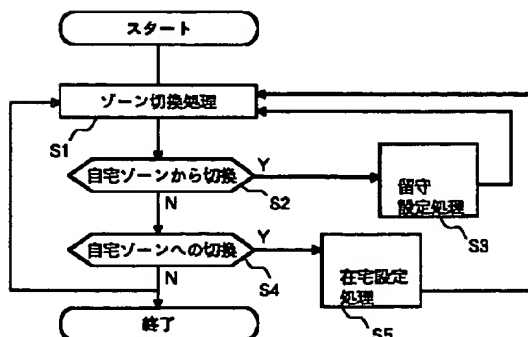 スタート
ゾーン切換処理
S1
自宅ゾーンから切換
Y
S2
N
留守
設定処理
S3
自宅ゾーンへの切換
Y
S4
N
在宅設定
処理
S5
終了